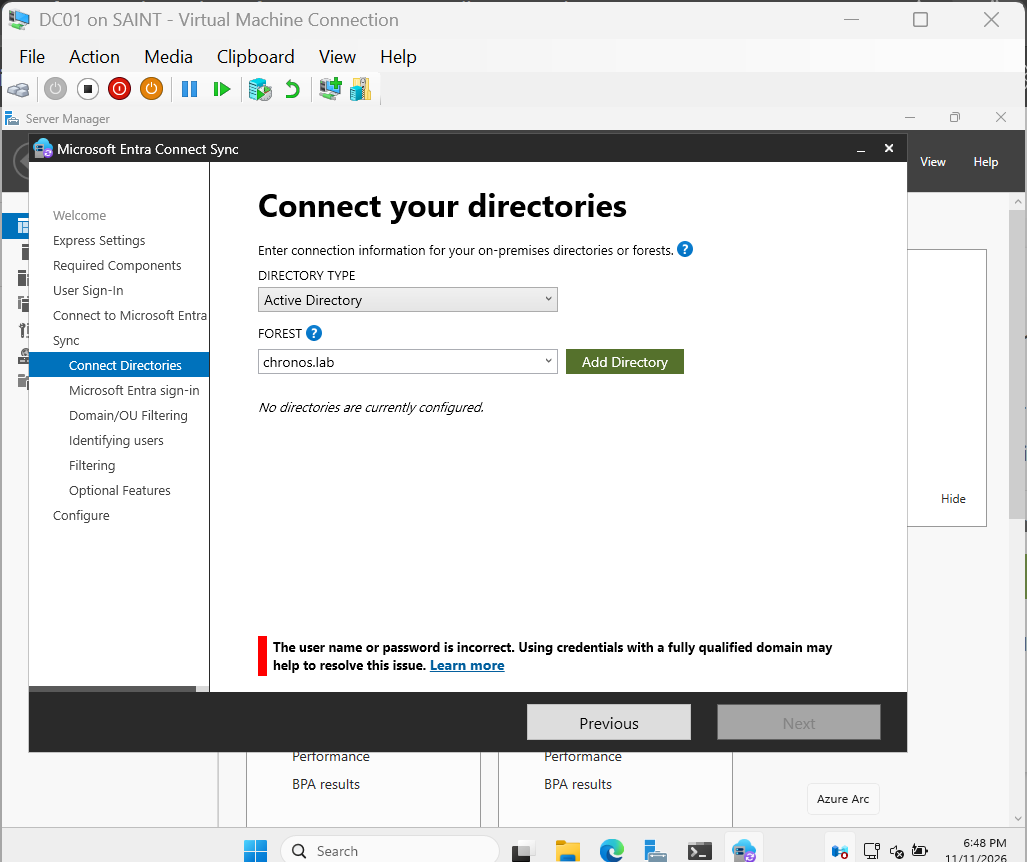 DC01 on SAINT - Virtual Machine Connection
File Action Media Clipboard View Help
Server Manager
Microsoft Entra Connect Sync
View Help
Welcome
Express Settings
Required Components
User Sign-In
Connect to Microsoft Entra
Sync
Connect Directories
Microsoft Entra sign-in
Domain/OU Filtering
Identifying users
Filtering
Optional Features
Configure
Connect your directories
Enter connection information for your on-premises directories or forests. ?
DIRECTORY TYPE
Active Directory
FOREST ?
chronos.lab
Add Directory
No directories are currently configured.
Hide
The user name or password is incorrect. Using credentials with a fully qualified domain may
help to resolve this issue. Learn more
Previous
Next
Performance
BPA results
Performance
BPA results
Azure Arc
Search
6:48 PM
11/11/2026